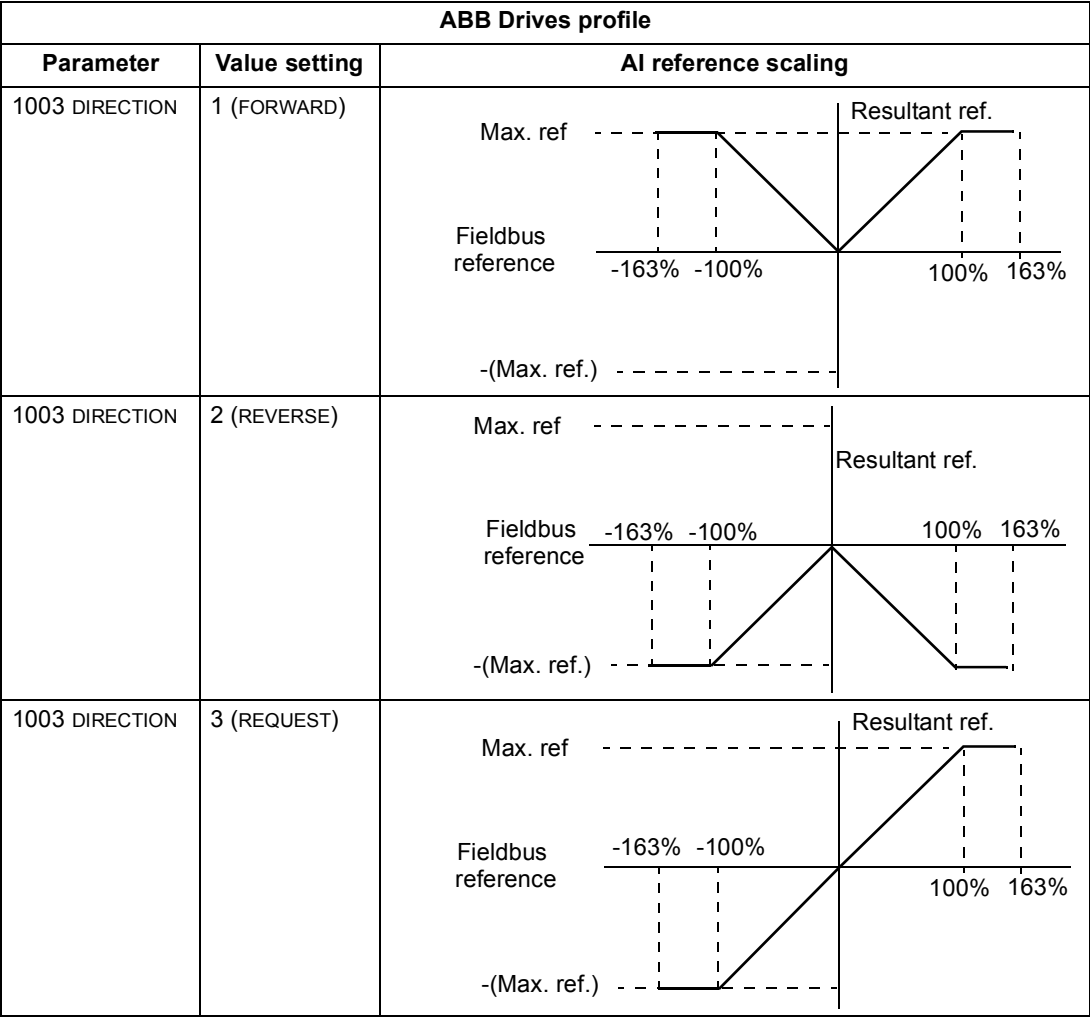 ABB Drives profile
Parameter Value setting AI reference scaling
1003 DIRECTION 1 (FORWARD)
Resultant ref.
Max. ref
Fieldbus
reference
-163% -100%
100% 163%
-(Max. ref.)
1003 DIRECTION 2 (REVERSE)
Max. ref
Resultant ref.
Fieldbus
reference
-163% -100%
100% 163%
-(Max. ref.)
1003 DIRECTION 3 (REQUEST)
Resultant ref.
Max. ref
-163% -100%
Fieldbus
reference
100% 163%
-(Max. ref.)